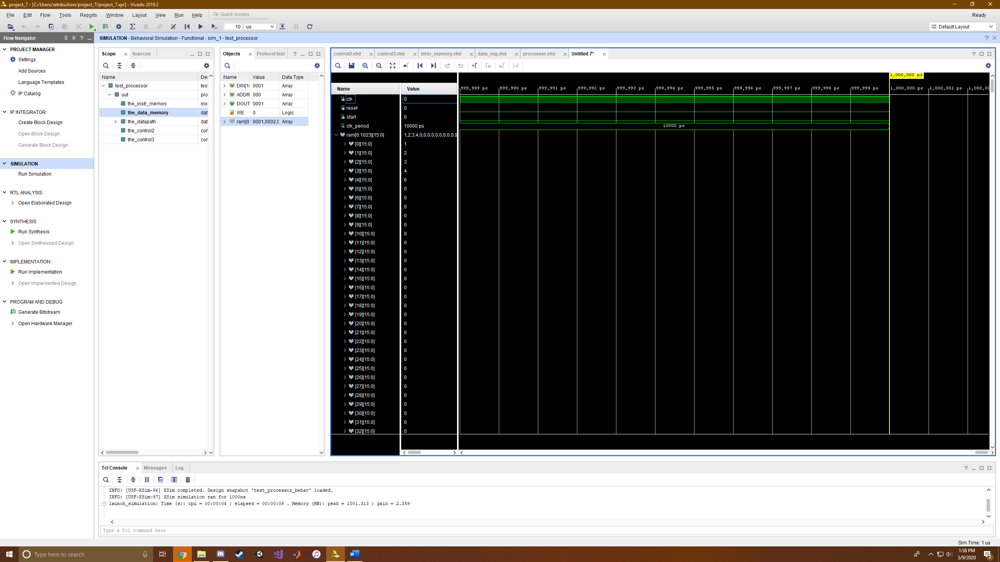 project_7 - [C:/Users/retribuXion/project_7/project_7.xpr] - Vivado 2019.2
File Edit Flow Tools Reports Window Layout View Run Help Quick Access Ready
10 us Default Layout
Flow Navigator
SIMULATION - Behavioral Simulation - Functional - sim_1 - test_processor
PROJECT MANAGER
Settings
Add Sources
Language Templates
IP Catalog
IP INTEGRATOR
Create Block Design
Open Block Design
Generate Block Design
SIMULATION
Run Simulation
RTL ANALYSIS
Open Elaborated Design
SYNTHESIS
Run Synthesis
Open Synthesized Design
IMPLEMENTATION
Run Implementation
Open Implemented Design
PROGRAM AND DEBUG
Generate Bitstream
Open Hardware Manager
Scope Sources
Name De
test_processor tes
uut pro
the_instr_memory ins
the_data_memory dat
the_datapath dat
the_control2 con
the_control3 con
Objects Protocol Inst
Name Value Data Type
DIN[1 0001 Array
ADDR 000 Array
DOUT 0001 Array
WE 0 Logic
ram[0: 0001,0002,0 Array
control2.vhd control3.vhd intsr_memory.vhd data_reg.vhd processor.vhd Untitled 7*
1,000,000 ps
Name Value
999,989 ps 999,990 ps 999,991 ps 999,992 ps 999,993 ps 999,994 ps 999,995 ps 999,996 ps 999,997 ps 999,998 ps 999,999 ps 1,000,000 ps 1,000,001 ps 1,000,00
clk 0
reset 0
start 0
clk_period 10000 ps 10000 ps
ram[0:1023][15:0] 1,2,3,4,0,0,0,0,0,0,0,0,0,0
[0][15:0] 1
[1][15:0] 2
[2][15:0] 3
[3][15:0] 4
[4][15:0] 0
[5][15:0] 0
[6][15:0] 0
[7][15:0] 0
[8][15:0] 0
[9][15:0] 0
[10][15:0] 0
[11][15:0] 0
[12][15:0] 0
[13][15:0] 0
[14][15:0] 0
[15][15:0] 0
[16][15:0] 0
[17][15:0] 0
[18][15:0] 0
[19][15:0] 0
[20][15:0] 0
[21][15:0] 0
[22][15:0] 0
[23][15:0] 0
[24][15:0] 0
[25][15:0] 0
[26][15:0] 0
[27][15:0] 0
[28][15:0] 0
[29][15:0] 0
[30][15:0] 0
[31][15:0] 0
[32][15:0] 0
Tcl Console Messages Log
INFO: [USF-XSim-96] XSim completed. Design snapshot 'test_processor_behav' loaded.
INFO: [USF-XSim-97] XSim simulation ran for 1000ns
launch_simulation: Time (s): cpu = 00:00:04 ; elapsed = 00:00:06 . Memory (MB): peak = 1001.313 ; gain = 2.359
Type a Tcl command here
Sim Time: 1 us
Type here to search
1:58 PM
5/9/2020
2